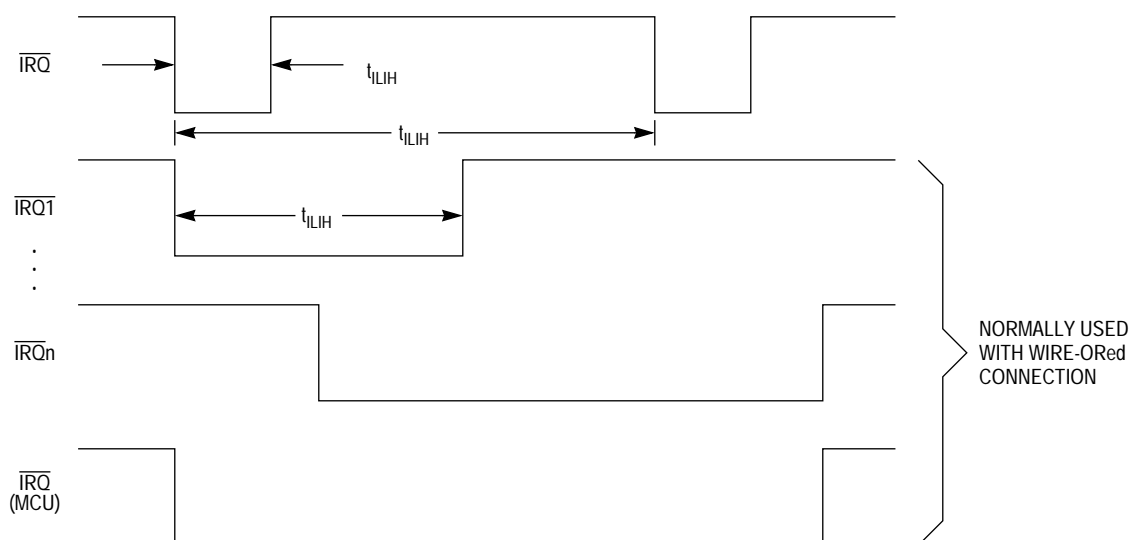 IRQ
tILIH
tILIH
IRQ1
tILIH
.
.
.
IRQn
NORMALLY USED
WITH WIRE-ORed
CONNECTION
IRQ
(MCU)